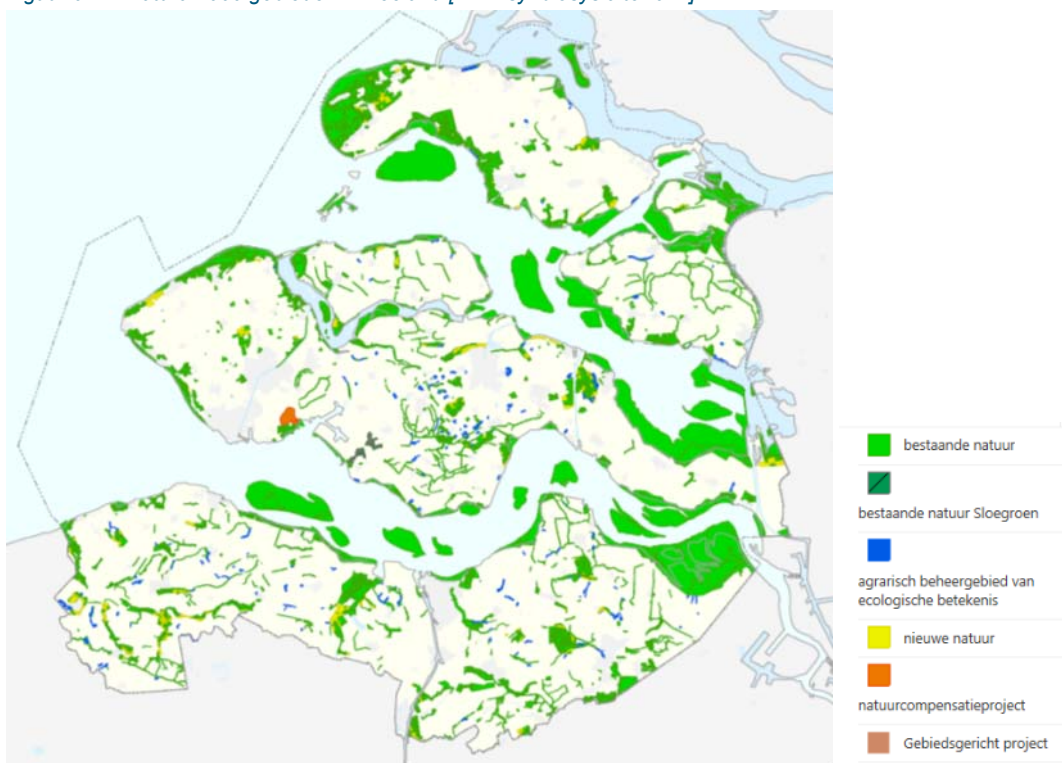 bestaande natuur
bestaande natuur Sloegroen
agrarisch beheergebied van
ecologische betekenis
nieuwe natuur
natuurcompensatieproject
Gebiedsgericht project